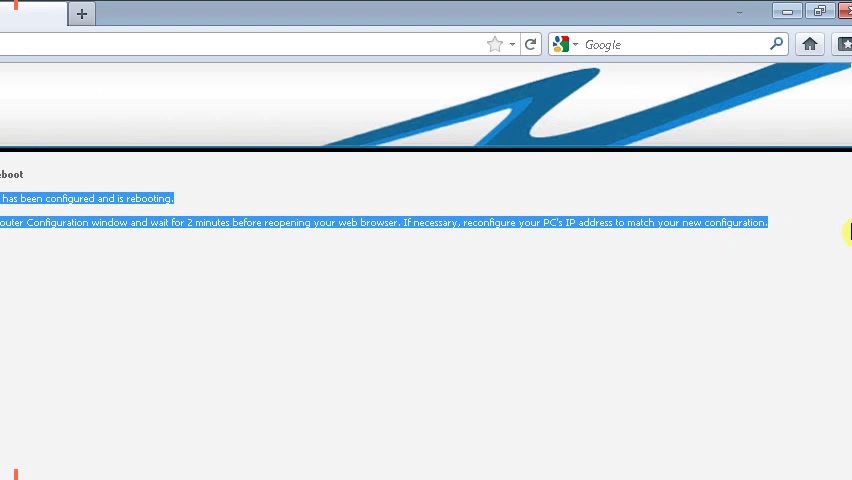 Google
eboot
has been configured and is rebooting.
outer Configuration window and wait for 2 minutes before reopening your web browser. If necessary, reconfigure your PC's IP address to match your new configuration.